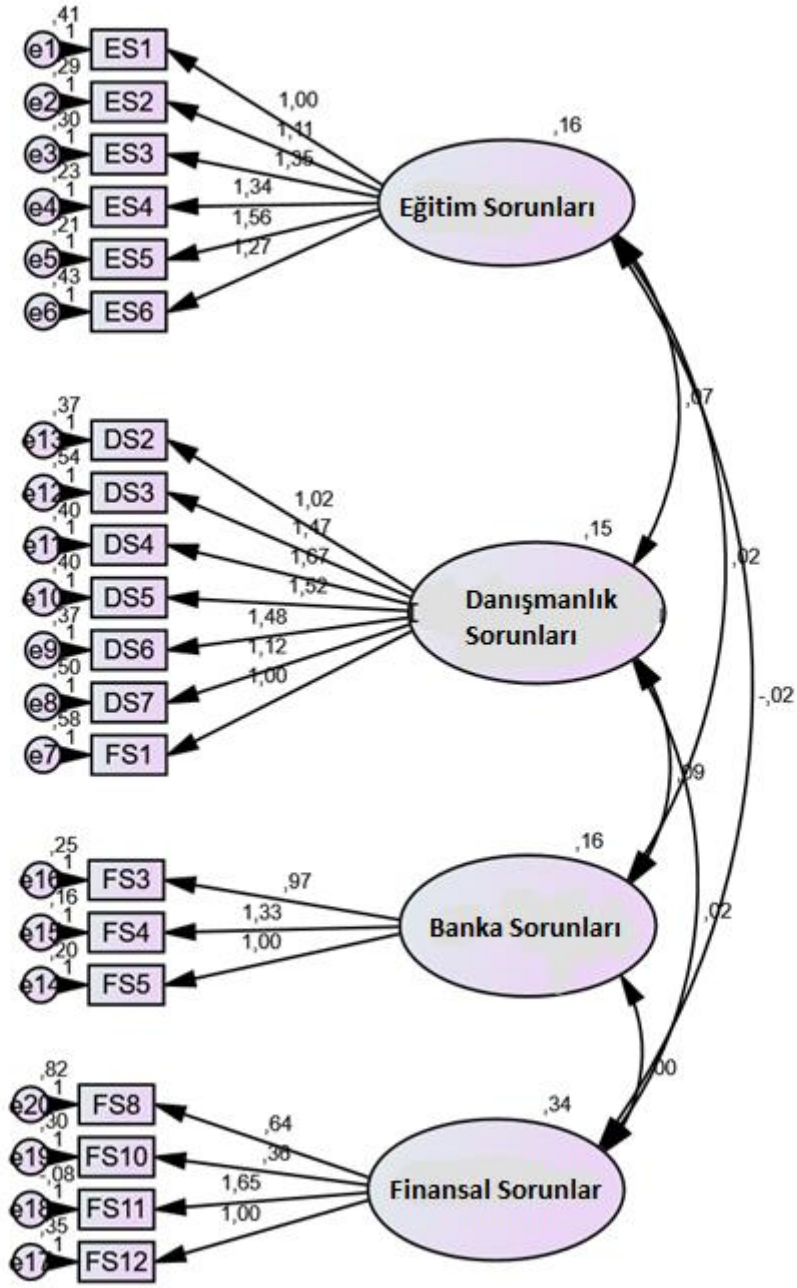 ,41
e1 1 ES1
,29
e2 1 ES2
,30
e3 1 ES3
,23
e4 1 ES4
,21
e5 1 ES5
,43
e6 1 ES6
1,00
1,11
1,35
1,34
1,56
1,27
,16
Eğitim Sorunları
,37
e13 1 DS2
,54
e12 1 DS3
,40
e11 1 DS4
,40
e10 1 DS5
,37
e9 1 DS6
,50
e8 1 DS7
,58
e7 1 FS1
1,02
1,47
1,67
1,52
1,48
1,12
1,00
,15
Danışmanlık
Sorunları
,25
e16 1 FS3
,16
e15 1 FS4
,20
e14 1 FS5
,97
1,33
1,00
,16
Banka Sorunları
,82
e20 1 FS8
,30
e19 1 FS10
-,08
e18 1 FS11
,35
e17 1 FS12
,64
1,65
1,00
,34
Finansal Sorunlar
,07
,02
-,02
,09
,02
,00